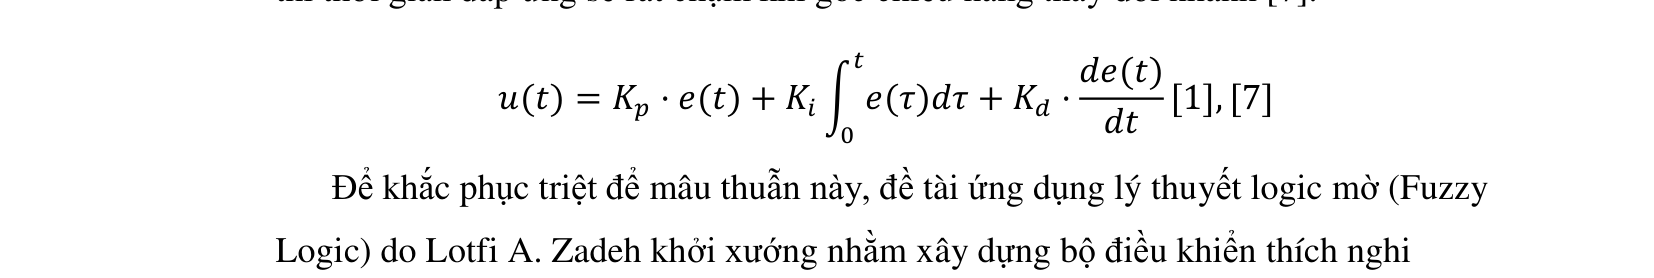 u(t) = K_p · e(t) + K_i ∫_0^t e(τ)dτ + K_d · de(t)/dt [1], [7]
Để khắc phục triệt để mâu thuẫn này, đề tài ứng dụng lý thuyết logic mờ (Fuzzy
Logic) do Lotfi A. Zadeh khởi xướng nhằm xây dựng bộ điều khiển thích nghi